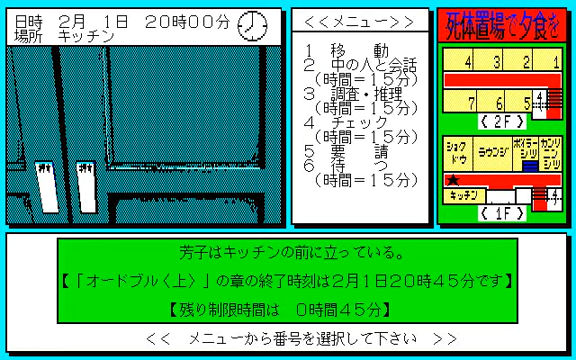 日時　２月　１日　２０時００分
場所　キッチン
押す
押す
＜＜メニュー＞＞
１　移　　動
２　中の人と会話
（時間＝１５分）
３　調査・推理
（時間＝１５分）
４　チェック
（時間＝１５分）
５　要　　請
６　待　　つ
（時間＝１５分）
死体置場で夕食を
4 3 2 1
7 6 5 4
〈２Ｆ〉
ショクドウ ラウンジ ボイラーシツ カンリニンシツ
★
キッチン 4
〈１Ｆ〉
芳子はキッチンの前に立っている。
【「オードブル〈上〉」の章の終了時刻は２月１日２０時４５分です】
【残り制限時間は　０時間４５分】
＜＜　メニューから番号を選択して下さい　＞＞